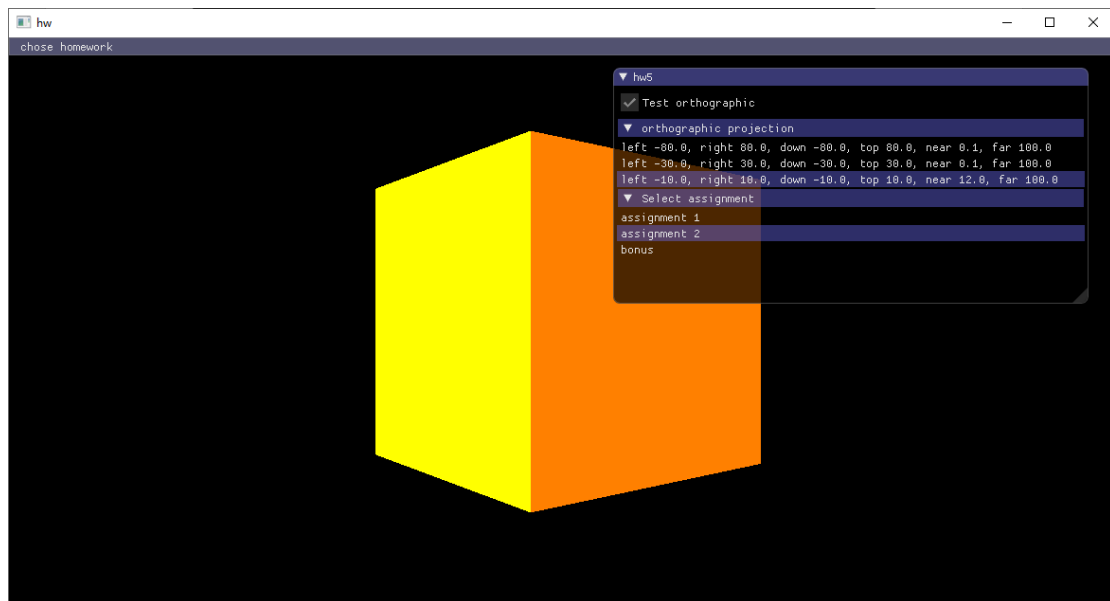 hw
chose homework
hw5
Test orthographic
orthographic projection
left -80.0, right 80.0, down -80.0, top 80.0, near 0.1, far 100.0
left -30.0, right 30.0, down -30.0, top 30.0, near 0.1, far 100.0
left -10.0, right 10.0, down -10.0, top 10.0, near 12.0, far 100.0
Select assignment
assignment 1
assignment 2
bonus